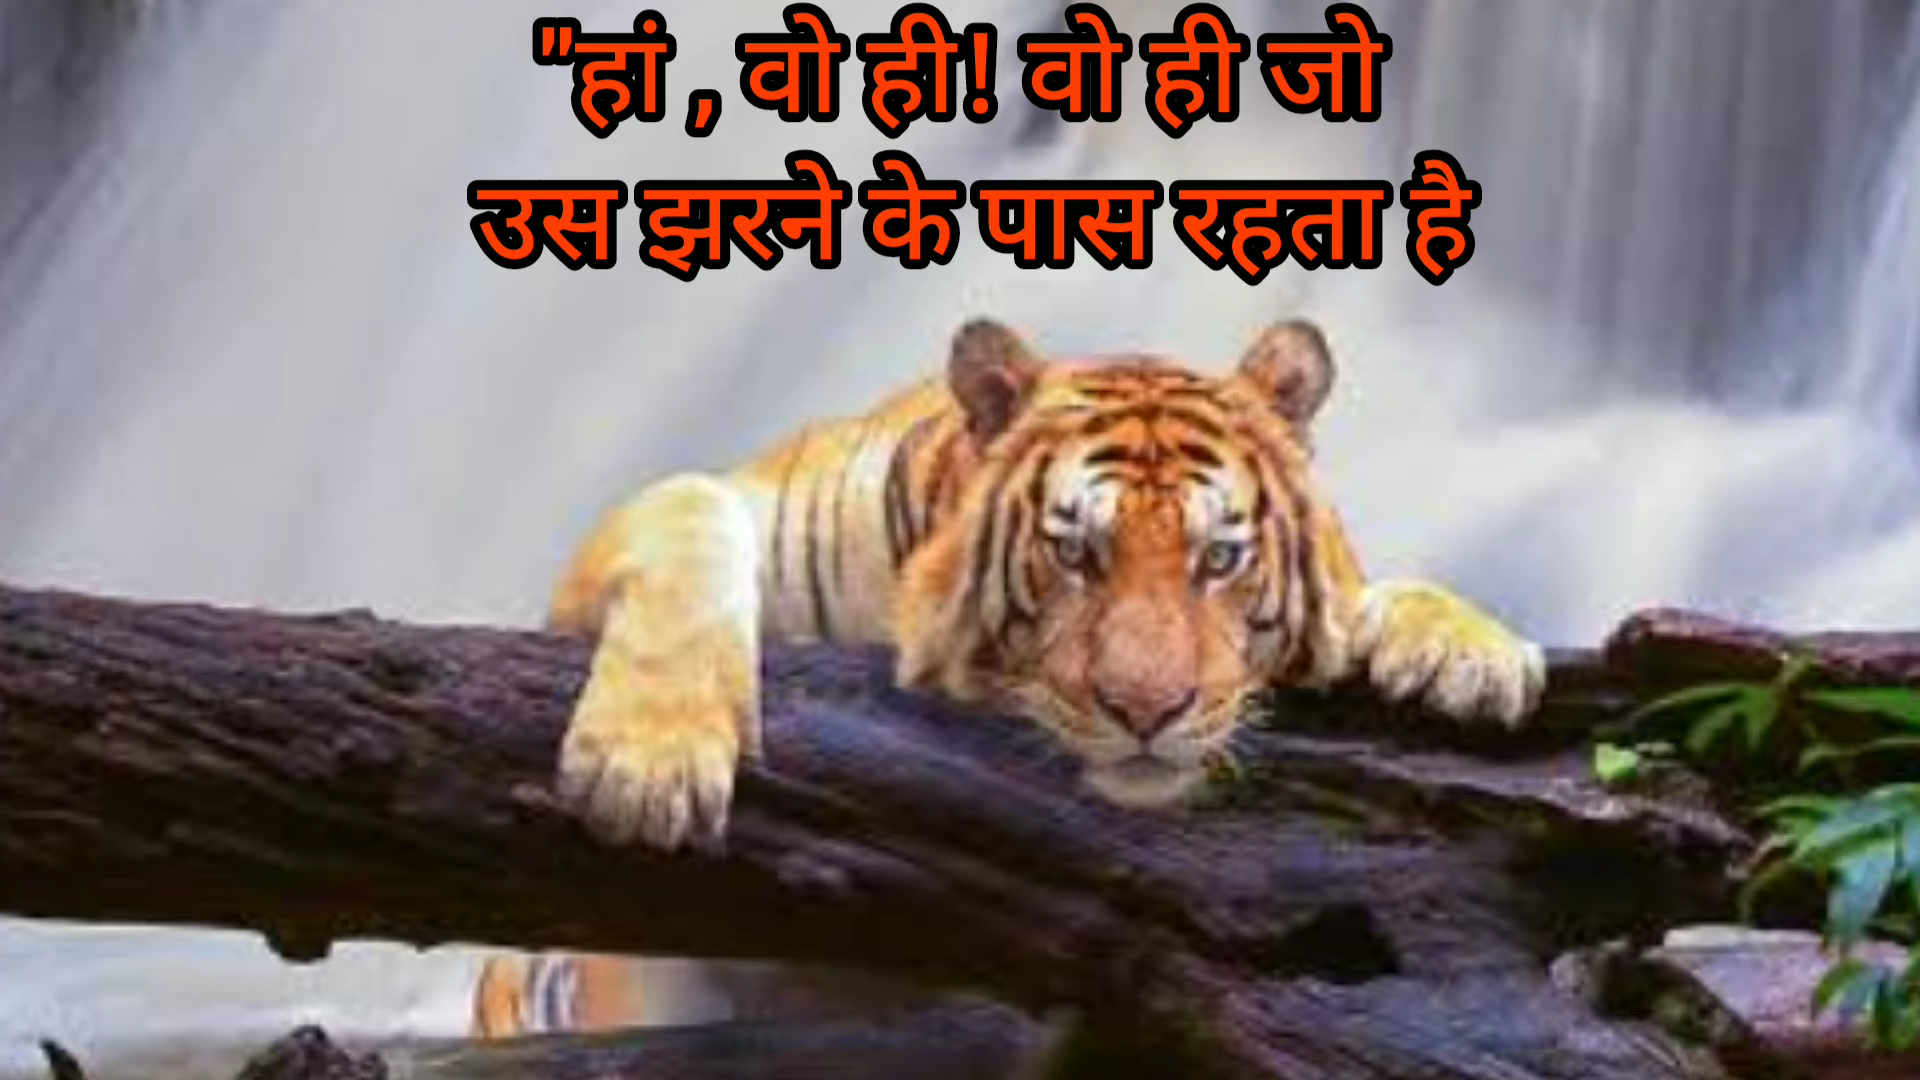 "हां , वो ही! वो ही जो
उस झरने के पास रहता है